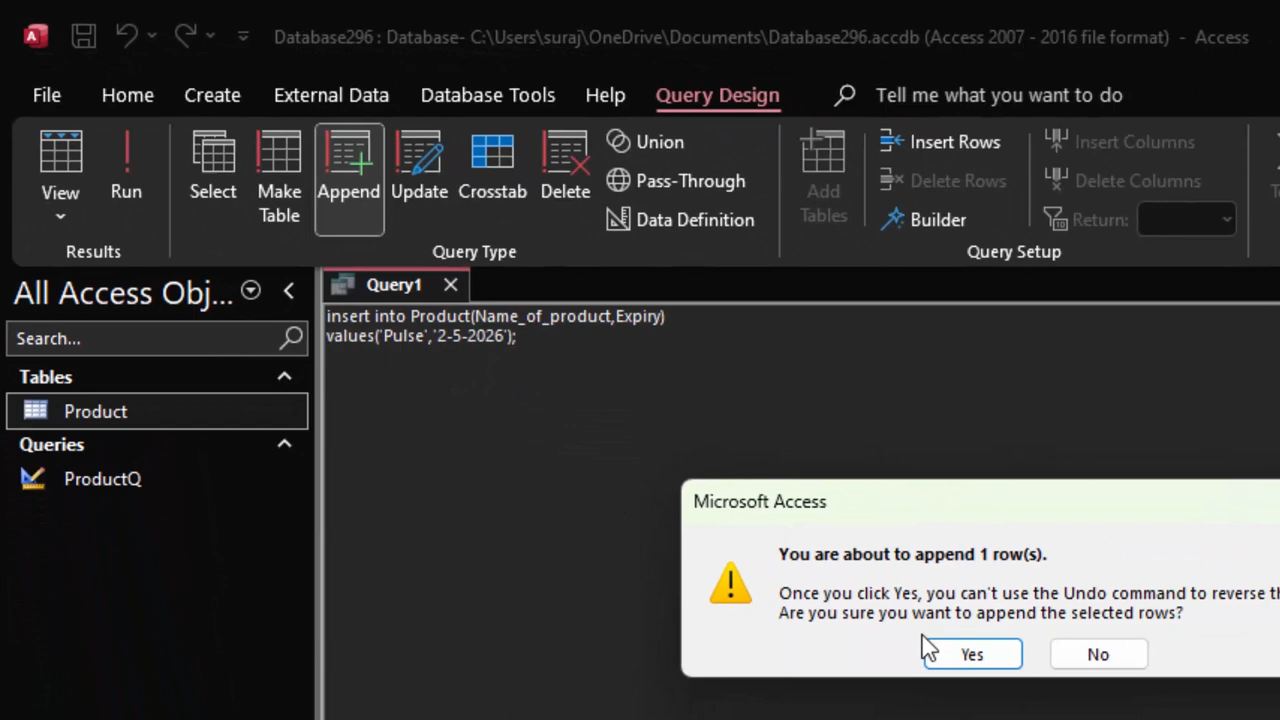 Database296 : Database- C:\Users\suraj\OneDrive\Documents\Database296.accdb (Access 2007 - 2016 file format) - Access
File Home Create External Data Database Tools Help Query Design Tell me what you want to do
View Run Select Make Table Append Update Crosstab Delete
Union
Pass-Through
Data Definition
Add Tables
Insert Rows
Delete Rows
Builder
Insert Columns
Delete Columns
Return:
Results Query Type Query Setup
All Access Obj...
Search...
Tables
Product
Queries
ProductQ
Query1
insert into Product(Name_of_product,Expiry)
values('Pulse','2-5-2026');
Microsoft Access
You are about to append 1 row(s).
Once you click Yes, you can't use the Undo command to reverse
Are you sure you want to append the selected rows?
Yes No